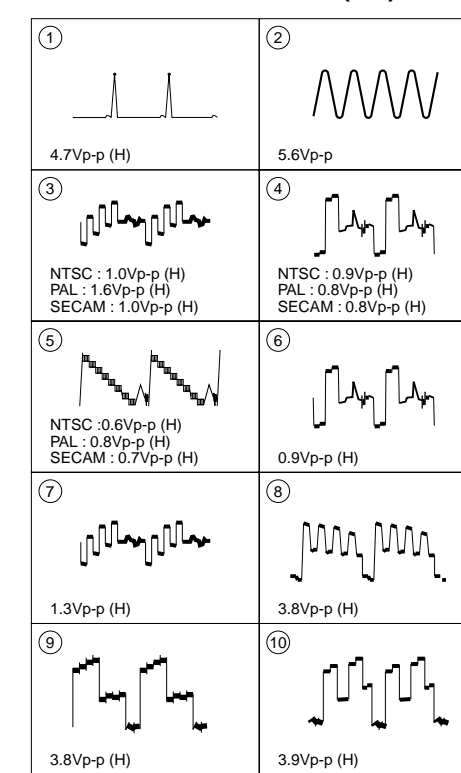 1
4.7Vp-p (H)
2
5.6Vp-p
3
NTSC : 1.0Vp-p (H)
PAL : 1.6Vp-p (H)
SECAM : 1.0Vp-p (H)
4
NTSC : 0.9Vp-p (H)
PAL : 0.8Vp-p (H)
SECAM : 0.8Vp-p (H)
5
NTSC :0.6Vp-p (H)
PAL : 0.8Vp-p (H)
SECAM : 0.7Vp-p (H)
6
0.9Vp-p (H)
7
1.3Vp-p (H)
8
3.8Vp-p (H)
9
3.8Vp-p (H)
10
3.9Vp-p (H)